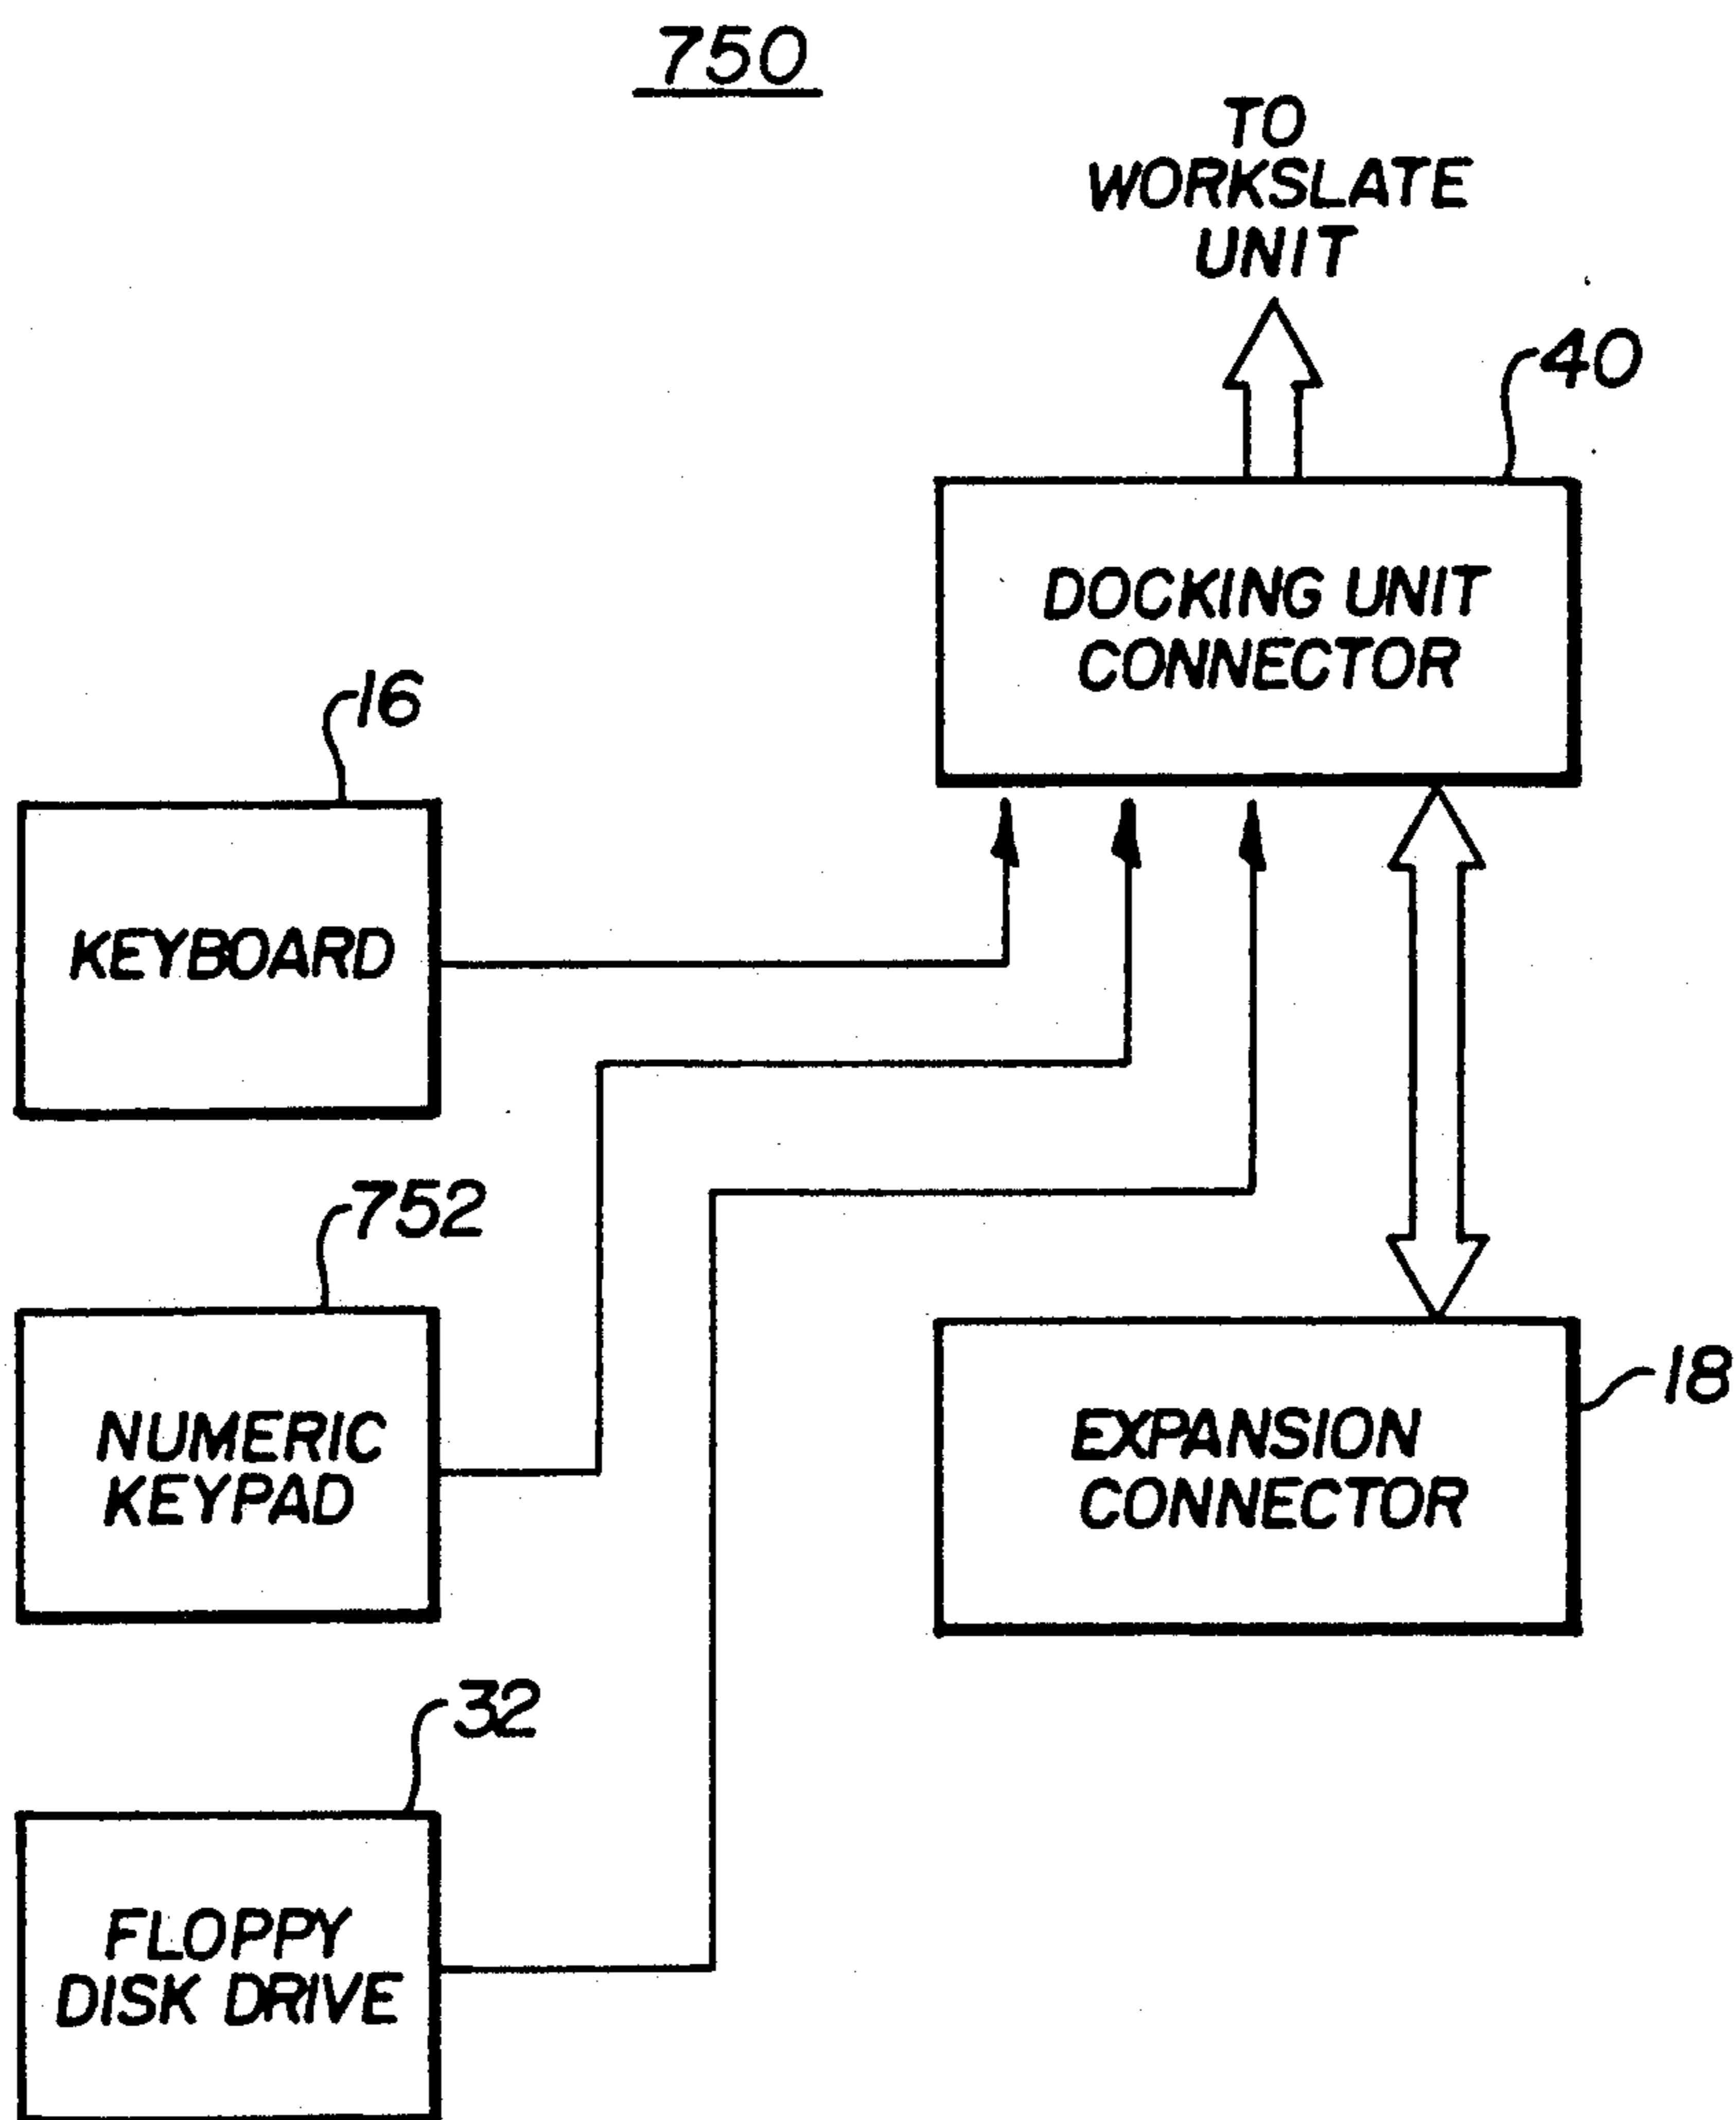 750
TO
WORKSLATE
UNIT
40
DOCKING UNIT
CONNECTOR
16
KEYBOARD
752
NUMERIC
KEYPAD
18
EXPANSION
CONNECTOR
32
FLOPPY
DISK DRIVE